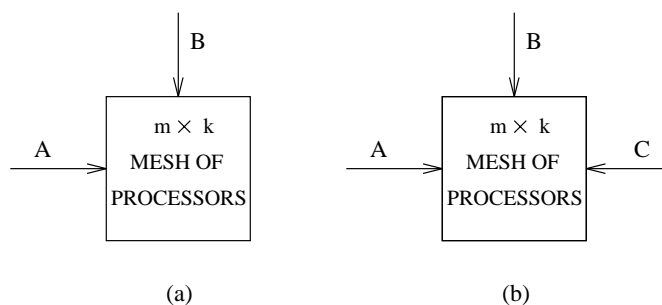 B
A
m × k
MESH OF
PROCESSORS
(a)
B
A
m × k
MESH OF
PROCESSORS
C
(b)